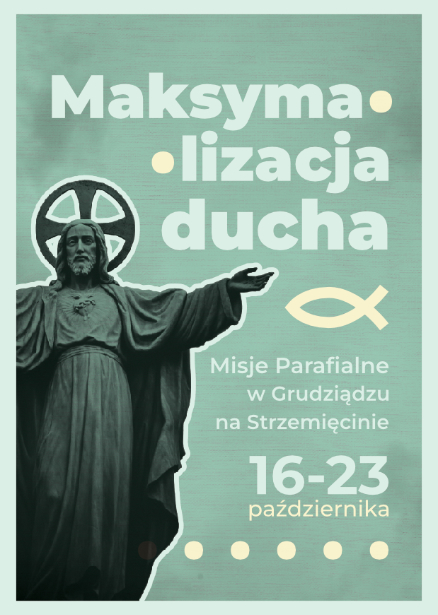 Maksyma•
•lizacja
ducha
Misje Parafialne
w Grudziądzu
na Strzemięcinie
16-23
października